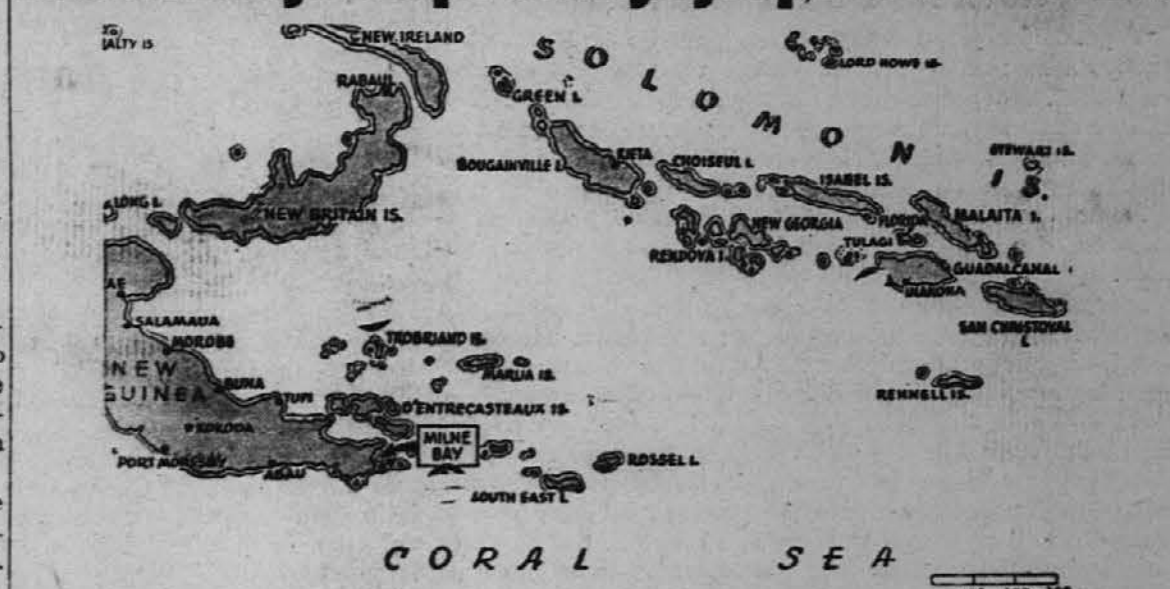 NEW IRELAND
LORD HOWE IS.
RABAUL
GREEN I.
SOLOMON
IS.
STEWART IS.
BOUGAINVILLE I.
KIETA
CHOISEUL I.
ISABEL IS.
LONG I.
NEW BRITAIN IS.
NEW GEORGIA
FLORIDA
MALAITA I.
TULAGI
RENDOVA I.
GUADALCANAL
SALAMAUA
SAN CHRISTOVAL
I.
MOROBE
TROBRIAND IS.
NEW
GUINEA
MARUA IS.
BUNA
TUFI
RENNELL IS.
D'ENTRECASTEAUX IS.
KOKODA
MILNE
BAY
PORT MORESBY
ABAU
ROSSEL I.
SOUTH EAST I.
CORAL SEA